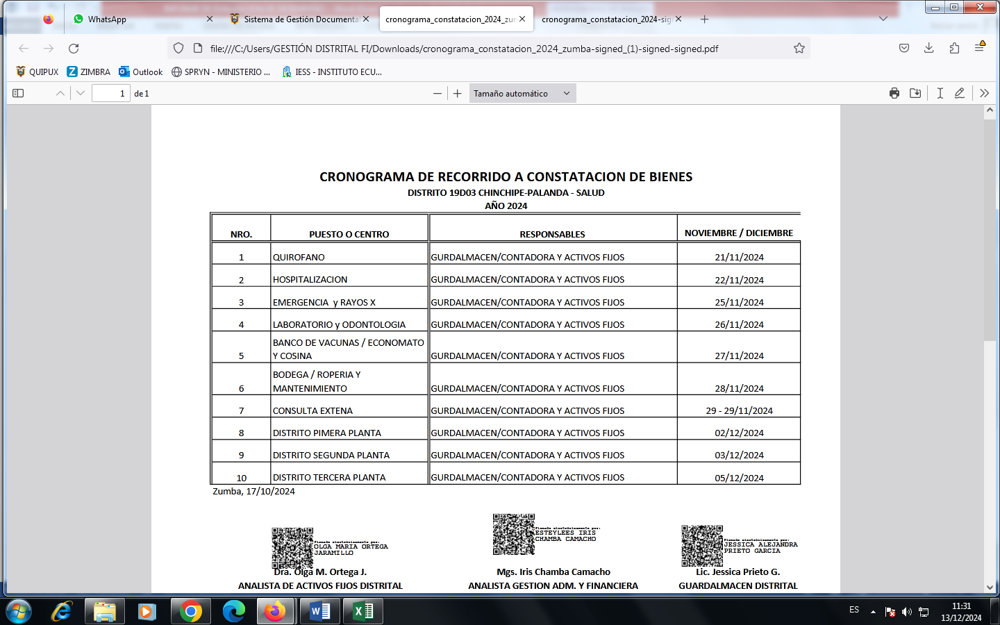 WhatsApp
Sistema de Gestión Documenta
cronograma_constatacion_2024_zum
cronograma_constatacion_2024-sig
file:///C:/Users/GESTIÓN DISTRITAL FI/Downloads/cronograma_constatacion_2024_zumba-signed_(1)-signed-signed.pdf
QUIPUX ZIMBRA Outlook SPRYN - MINISTERIO ... IESS - INSTITUTO ECU...
1 de 1 Tamaño automático
CRONOGRAMA DE RECORRIDO A CONSTATACION DE BIENES
DISTRITO 19D03 CHINCHIPE-PALANDA - SALUD
AÑO 2024
NRO. PUESTO O CENTRO RESPONSABLES NOVIEMBRE / DICIEMBRE
1 QUIROFANO GURDALMACEN/CONTADORA Y ACTIVOS FIJOS 21/11/2024
2 HOSPITALIZACION GURDALMACEN/CONTADORA Y ACTIVOS FIJOS 22/11/2024
3 EMERGENCIA y RAYOS X GURDALMACEN/CONTADORA Y ACTIVOS FIJOS 25/11/2024
4 LABORATORIO y ODONTOLOGIA GURDALMACEN/CONTADORA Y ACTIVOS FIJOS 26/11/2024
BANCO DE VACUNAS / ECONOMATO
5 Y COSINA GURDALMACEN/CONTADORA Y ACTIVOS FIJOS 27/11/2024
BODEGA / ROPERIA Y
6 MANTENIMIENTO GURDALMACEN/CONTADORA Y ACTIVOS FIJOS 28/11/2024
7 CONSULTA EXTENA GURDALMACEN/CONTADORA Y ACTIVOS FIJOS 29 - 29/11/2024
8 DISTRITO PIMERA PLANTA GURDALMACEN/CONTADORA Y ACTIVOS FIJOS 02/12/2024
9 DISTRITO SEGUNDA PLANTA GURDALMACEN/CONTADORA Y ACTIVOS FIJOS 03/12/2024
10 DISTRITO TERCERA PLANTA GURDALMACEN/CONTADORA Y ACTIVOS FIJOS 05/12/2024
Zumba, 17/10/2024
Firmado electrónicamente por:
OLGA MARIA ORTEGA
JARAMILLO
Firmado electrónicamente por:
ESTEYLEES IRIS
CHAMBA CAMACHO
Firmado electrónicamente por:
JESSICA ALEJANDRA
PRIETO GARCIA
Dra. Olga M. Ortega J. Mgs. Iris Chamba Camacho Lic. Jessica Prieto G.
ANALISTA DE ACTIVOS FIJOS DISTRITAL ANALISTA GESTION ADM. Y FINANCIERA GUARDALMACEN DISTRITAL
ES
11:31
13/12/2024